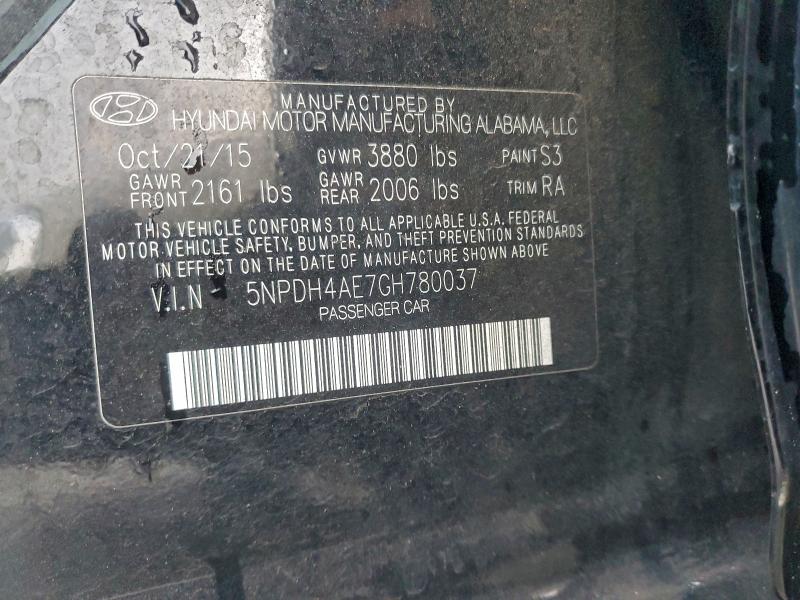 MANUFACTURED BY
HYUNDAI MOTOR MANUFACTURING ALABAMA, LLC
Oct/21/15 GVWR 3880 lbs PAINT S3
GAWR FRONT 2161 lbs GAWR REAR 2006 lbs TRIM RA
THIS VEHICLE CONFORMS TO ALL APPLICABLE U.S.A. FEDERAL
MOTOR VEHICLE SAFETY, BUMPER, AND THEFT PREVENTION STANDARDS
IN EFFECT ON THE DATE OF MANUFACTURE SHOWN ABOVE
V.I.N 5NPDH4AE7GH780037
PASSENGER CAR